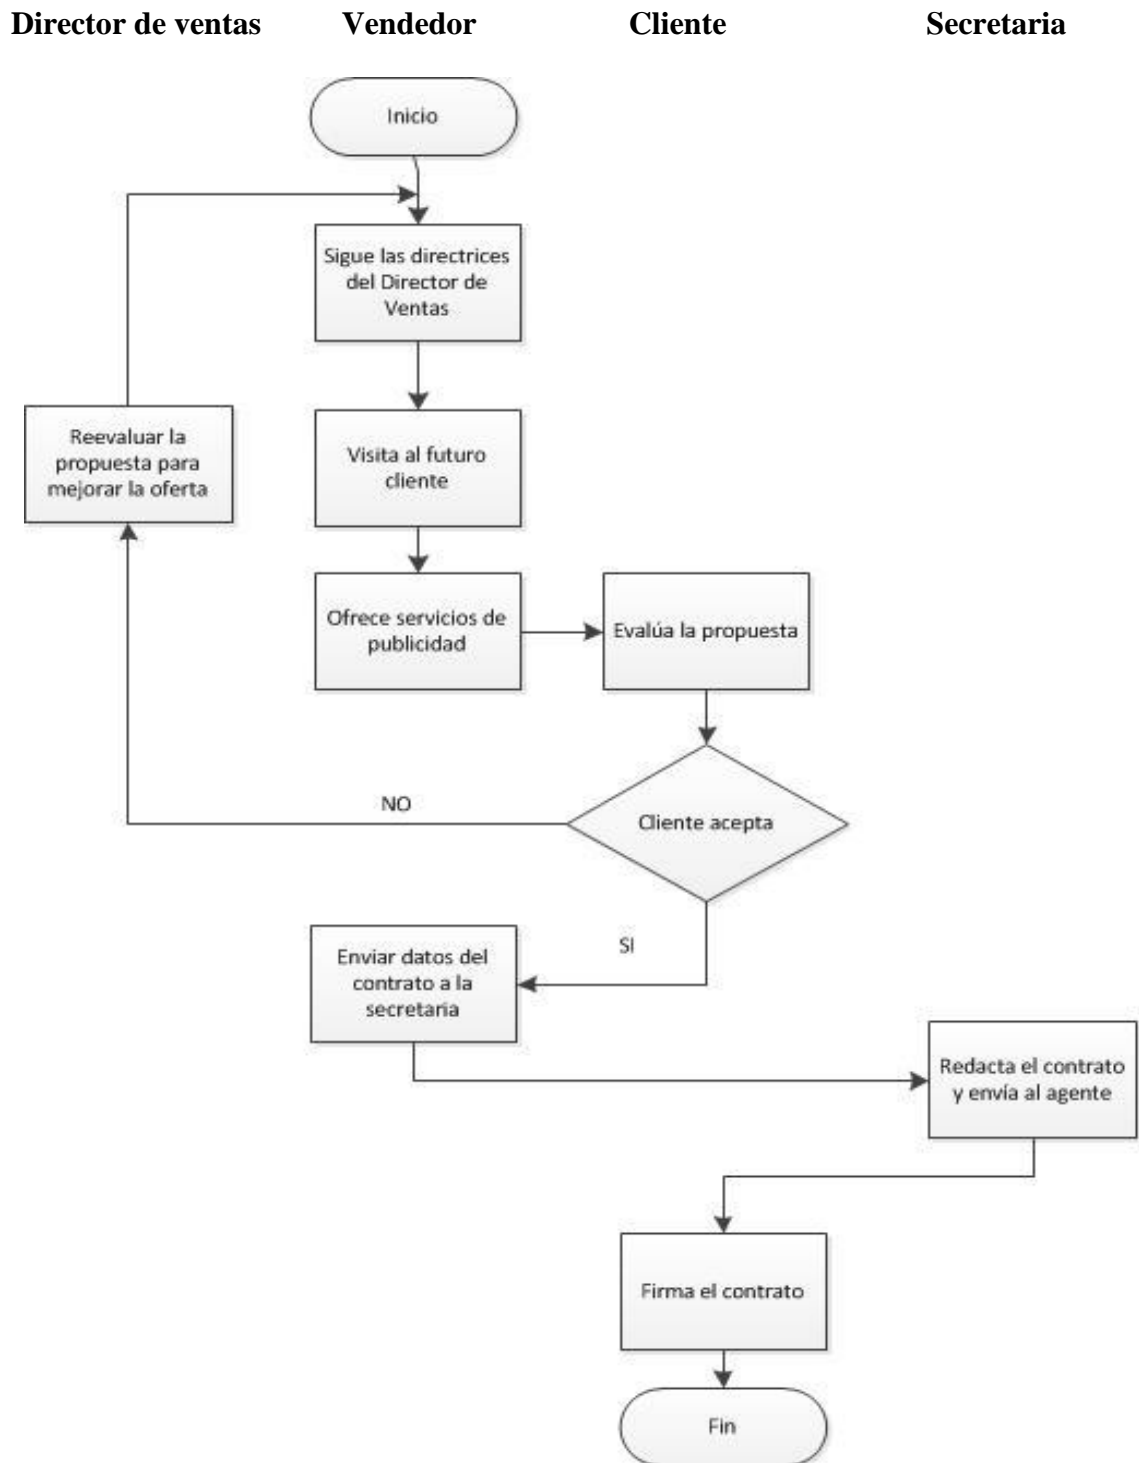 Director de ventas Vendedor Cliente Secretaria
Inicio
Sigue las directrices
del Director de
Ventas
Reevaluar la
propuesta para
mejorar la oferta
Visita al futuro
cliente
Ofrece servicios de
publicidad
Evalúa la propuesta
NO
Cliente acepta
SI
Enviar datos del
contrato a la
secretaria
Redacta el contrato
y envía al agente
Firma el contrato
Fin